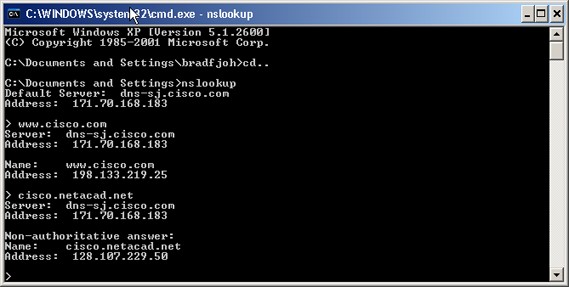 C:\WINDOWS\system32\cmd.exe - nslookup
Microsoft Windows XP [Version 5.1.2600]
(C) Copyright 1985-2001 Microsoft Corp.
C:\Documents and Settings\bradfjoh>cd..
C:\Documents and Settings>nslookup
Default Server: dns-sj.cisco.com
Address: 171.70.168.183
> www.cisco.com
Server: dns-sj.cisco.com
Address: 171.70.168.183
Name: www.cisco.com
Address: 198.133.219.25
> cisco.netacad.net
Server: dns-sj.cisco.com
Address: 171.70.168.183
Non-authoritative answer:
Name: cisco.netacad.net
Address: 128.107.229.50
>